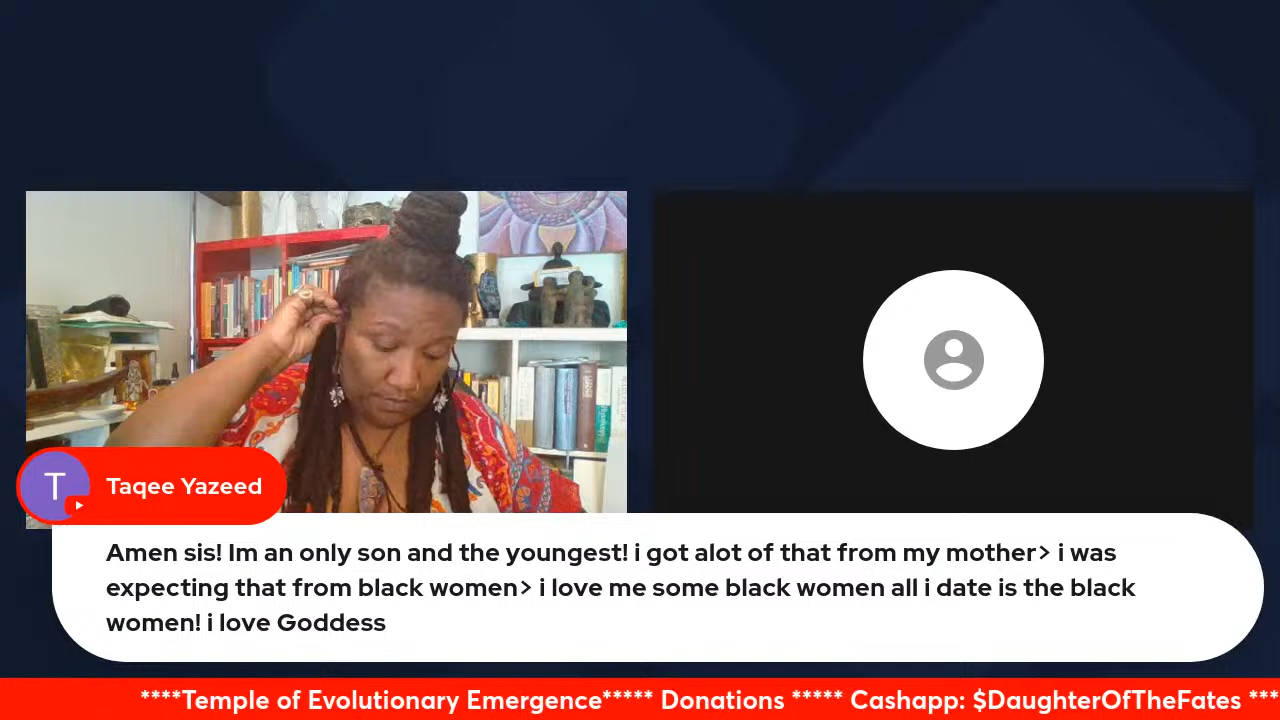 T
Taqee Yazeed
Amen sis! Im an only son and the youngest! i got alot of that from my mother> i was
expecting that from black women> i love me some black women all i date is the black
women! i love Goddess
****Temple of Evolutionary Emergence***** Donations ***** Cashapp: $DaughterOfTheFates ***